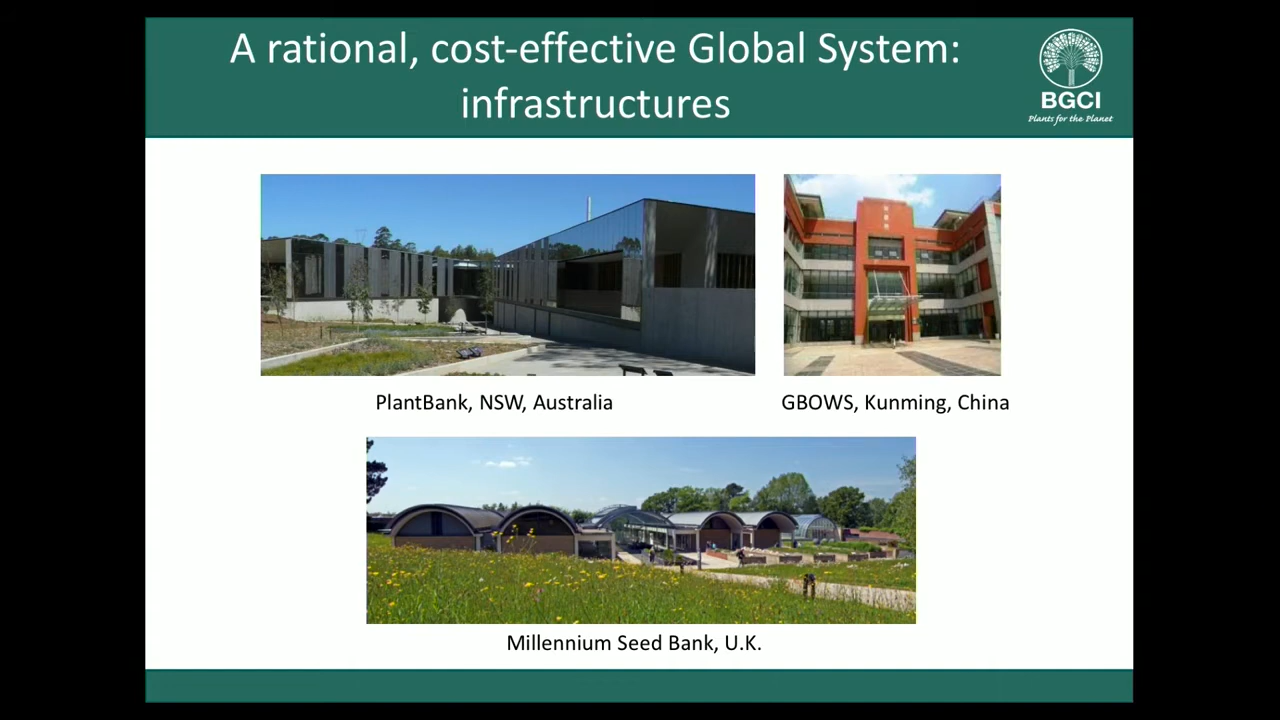 A rational, cost-effective Global System:
infrastructures
BGCI
Plants for the Planet
PlantBank, NSW, Australia
GBOWS, Kunming, China
Millennium Seed Bank, U.K.